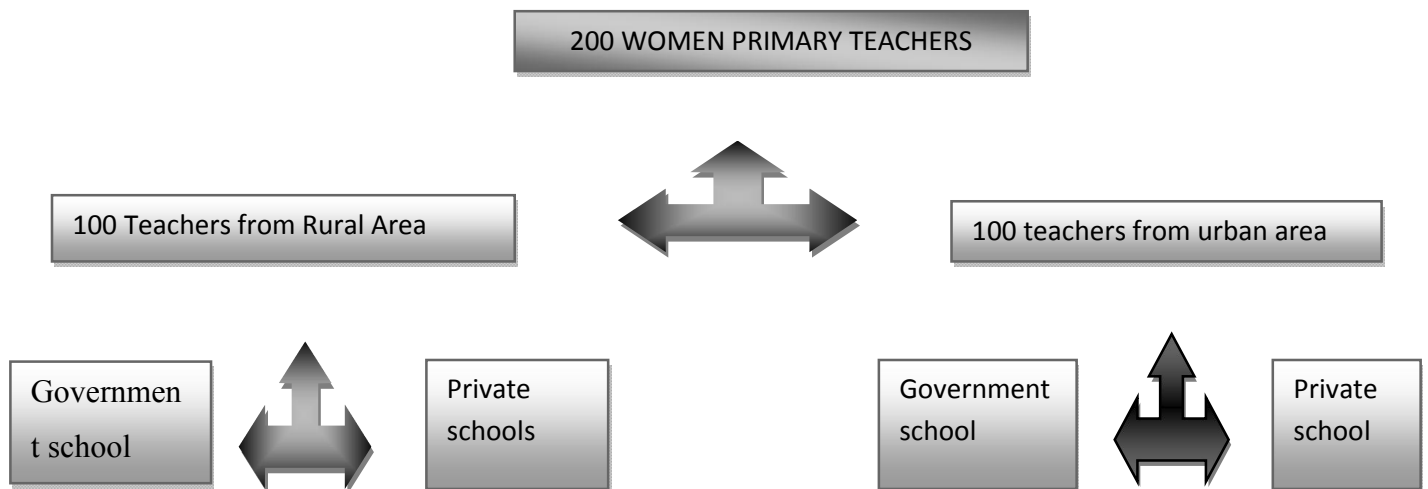 200 WOMEN PRIMARY TEACHERS
100 Teachers from Rural Area
100 teachers from urban area
Governmen
t school
Private
schools
Government
school
Private
school